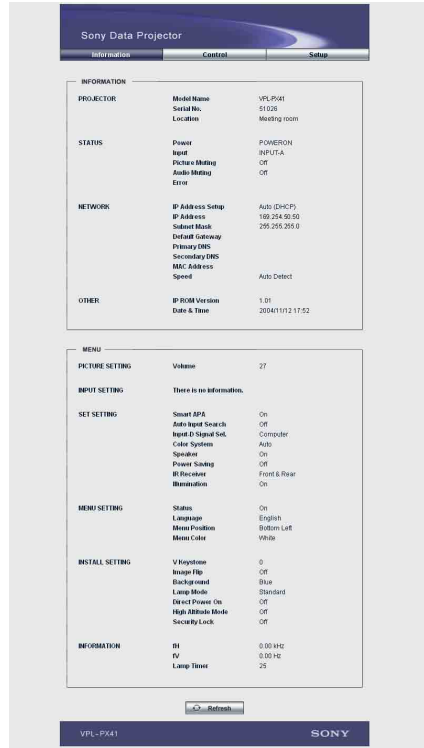 Sony Data Projector
Information Control Setup
INFORMATION
PROJECTOR Model Name VPL-PX41
Serial No. 51026
Location Meeting room
STATUS Power POWERON
Input INPUT-A
Picture Muting Off
Audio Muting Off
Error
NETWORK IP Address Setup Auto (DHCP)
IP Address 169.254.50.50
Subnet Mask 255.255.255.0
Default Gateway
Primary DNS
Secondary DNS
MAC Address
Speed Auto Detect
OTHER IP ROM Version 1.01
Date & Time 2004/11/12 17:52
MENU
PICTURE SETTING Volume 27
INPUT SETTING There is no information.
SET SETTING Smart APA On
Auto Input Search Off
Input-D Signal Sel. Computer
Color System Auto
Speaker On
Power Saving Off
IR Receiver Front & Rear
Illumination On
MENU SETTING Status On
Language English
Menu Position Bottom Left
Menu Color White
INSTALL SETTING V Keystone 0
Image Flip Off
Background Blue
Lamp Mode Standard
Direct Power On Off
High Altitude Mode Off
Security Lock Off
INFORMATION fH 0.00 kHz
fV 0.00 Hz
Lamp Timer 25
Refresh
VPL-PX41 SONY